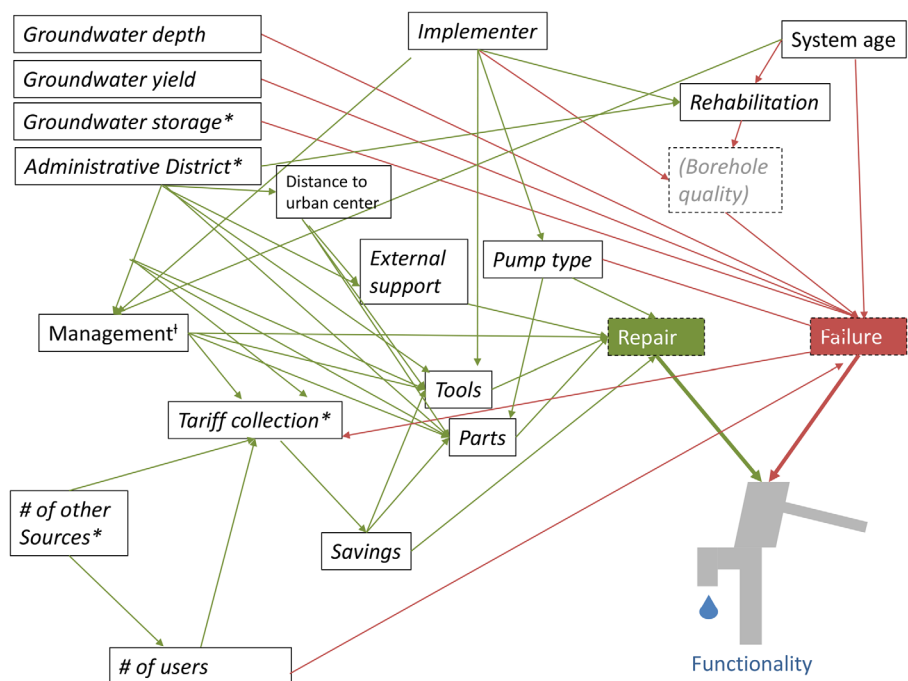 Groundwater depth
Implementer
System age
Groundwater yield
Rehabilitation
Groundwater storage*
Administrative District*
(Borehole
quality)
Distance to
urban center
External
support
Pump type
Managementƚ
Repair
Failure
Tools
Tariff collection*
Parts
# of other
Sources*
Savings
# of users
Functionality